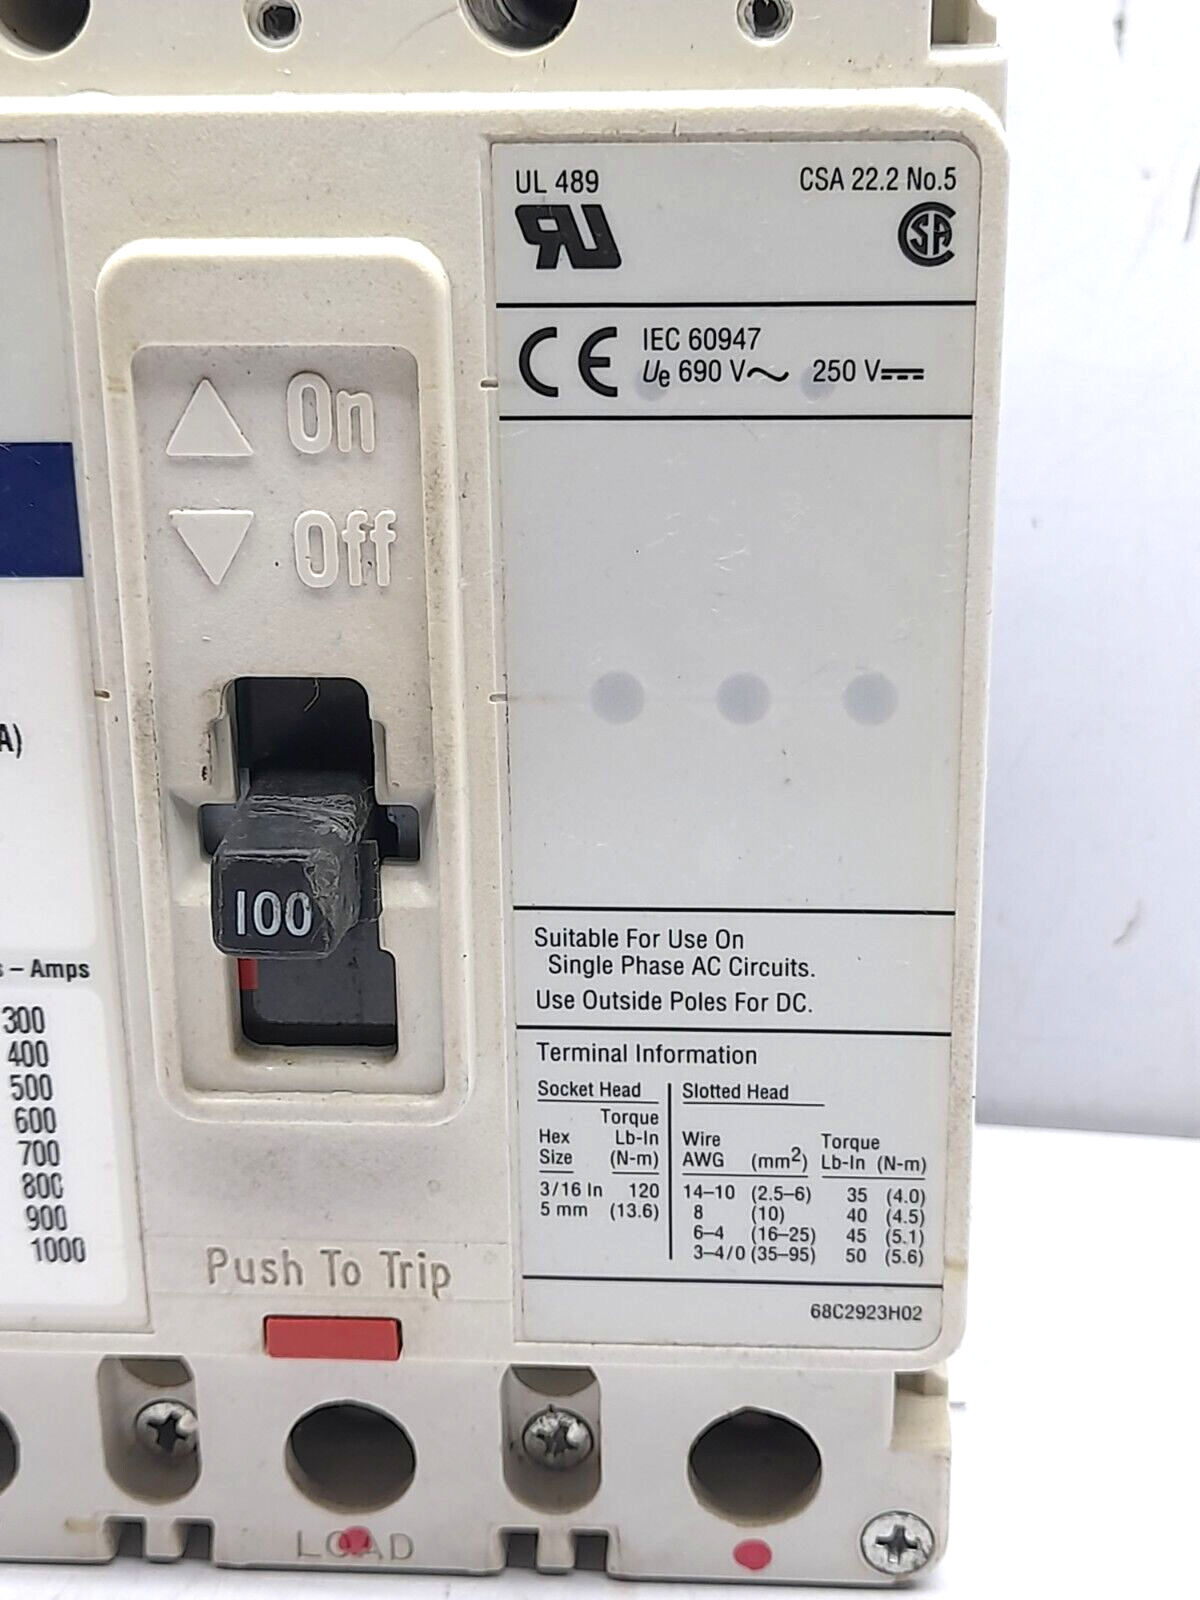 UL 489
CSA 22.2 No.5
UR
CSA
CE IEC 60947
Ue 690 V~ 250 V⎓
On
Off
A)
100
s – Amps
300
400
500
600
700
800
900
1000
Suitable For Use On
Single Phase AC Circuits.
Use Outside Poles For DC.
Terminal Information
Socket Head
Torque
Hex Lb-In
Size (N-m)
3/16 In 120
5 mm (13.6)
Slotted Head
Wire Torque
AWG (mm2) Lb-In (N-m)
14–10 (2.5–6) 35 (4.0)
8 (10) 40 (4.5)
6–4 (16–25) 45 (5.1)
3–4/0 (35–95) 50 (5.6)
68C2923H02
Push To Trip
LOAD